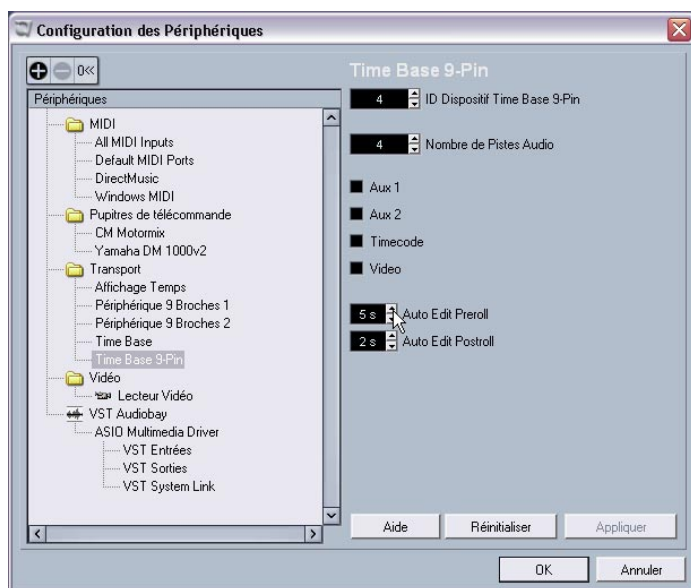 Configuration des Périphériques
0«
Périphériques
MIDI
All MIDI Inputs
Default MIDI Ports
DirectMusic
Windows MIDI
Pupitres de télécommande
CM Motormix
Yamaha DM 1000v2
Transport
Affichage Temps
Périphérique 9 Broches 1
Périphérique 9 Broches 2
Time Base
Time Base 9-Pin
Vidéo
Lecteur Vidéo
VST Audiobay
ASIO Multimedia Driver
VST Entrées
VST Sorties
VST System Link
Time Base 9-Pin
4 ID Dispositif Time Base 9-Pin
4 Nombre de Pistes Audio
Aux 1
Aux 2
Timecode
Video
5 s Auto Edit Preroll
2 s Auto Edit Postroll
Aide Réinitialiser Appliquer
OK Annuler